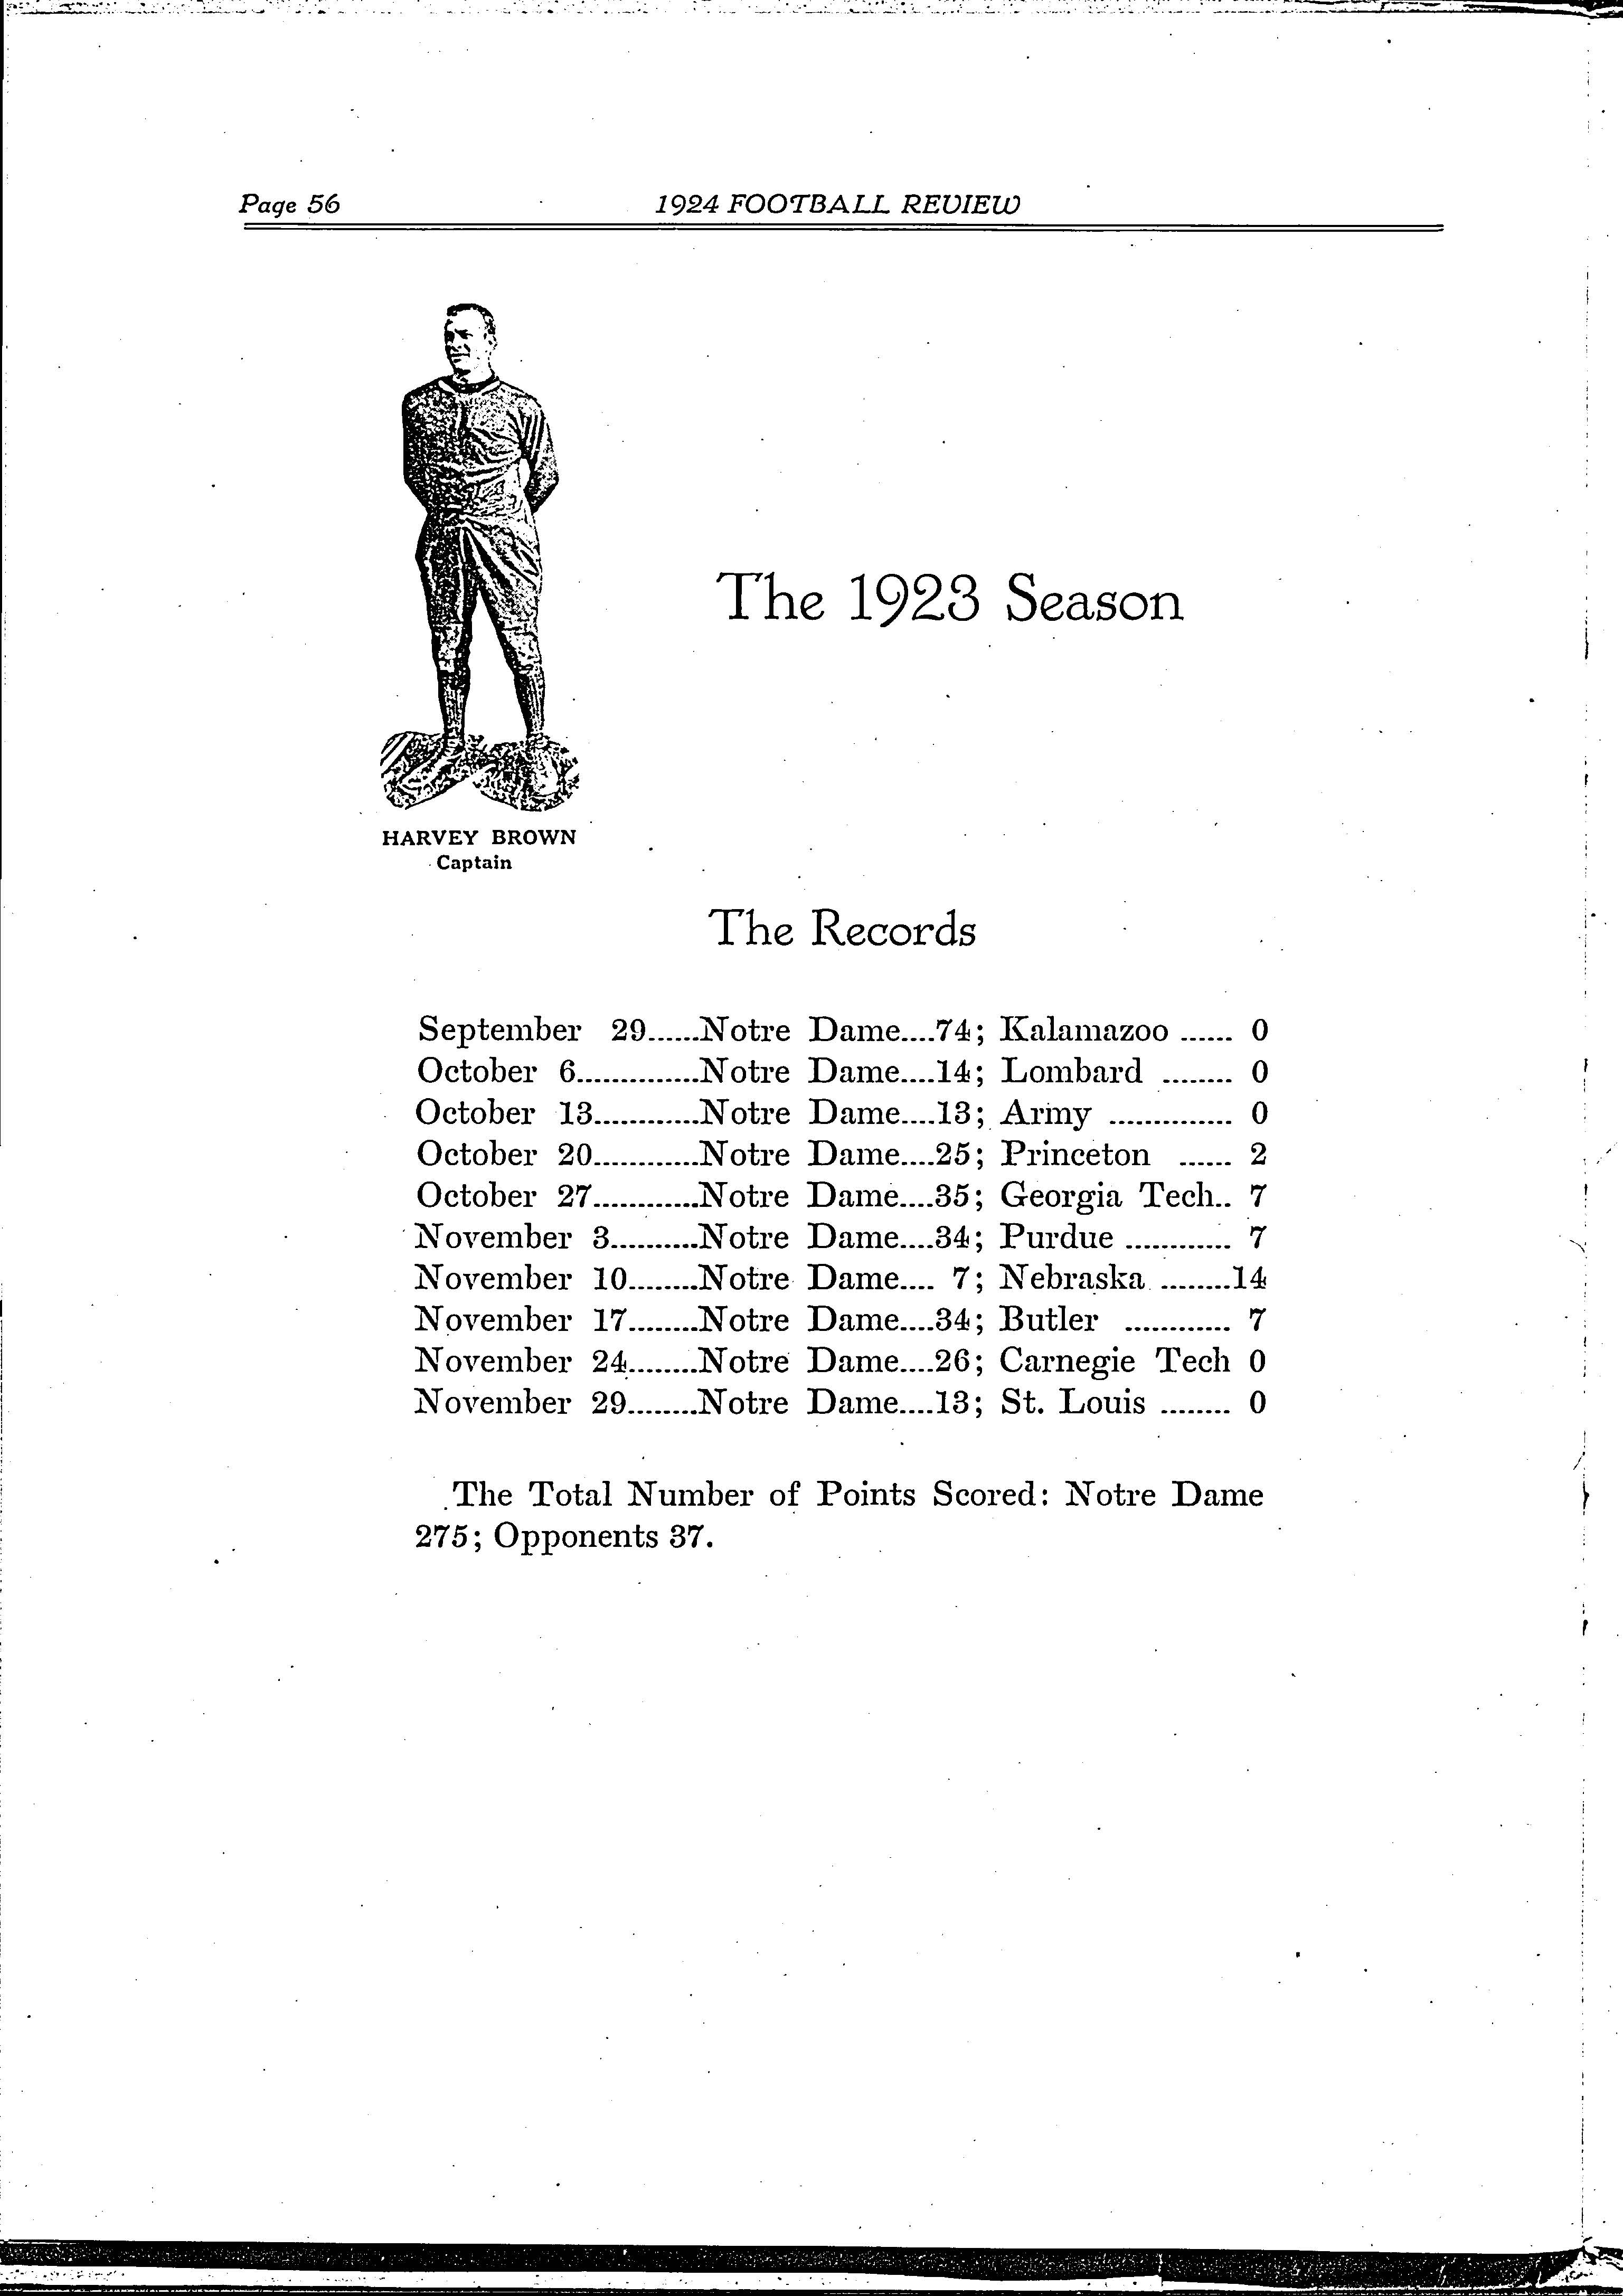 Page 56
1924 FOOTBALL REVIEW
The 1923 Season
HARVEY BROWN
Captain
The Records
September 29......Notre Dame....74; Kalamazoo ...... 0
October 6..............Notre Dame....14; Lombard ........ 0
October 13............Notre Dame....13; Army .............. 0
October 20............Notre Dame....25; Princeton ...... 2
October 27............Notre Dame....35; Georgia Tech.. 7
November 3..........Notre Dame....34; Purdue ............ 7
November 10........Notre Dame.... 7; Nebraska ........14
November 17........Notre Dame....34; Butler ............ 7
November 24........Notre Dame....26; Carnegie Tech 0
November 29........Notre Dame....13; St. Louis ........ 0
The Total Number of Points Scored: Notre Dame
275; Opponents 37.